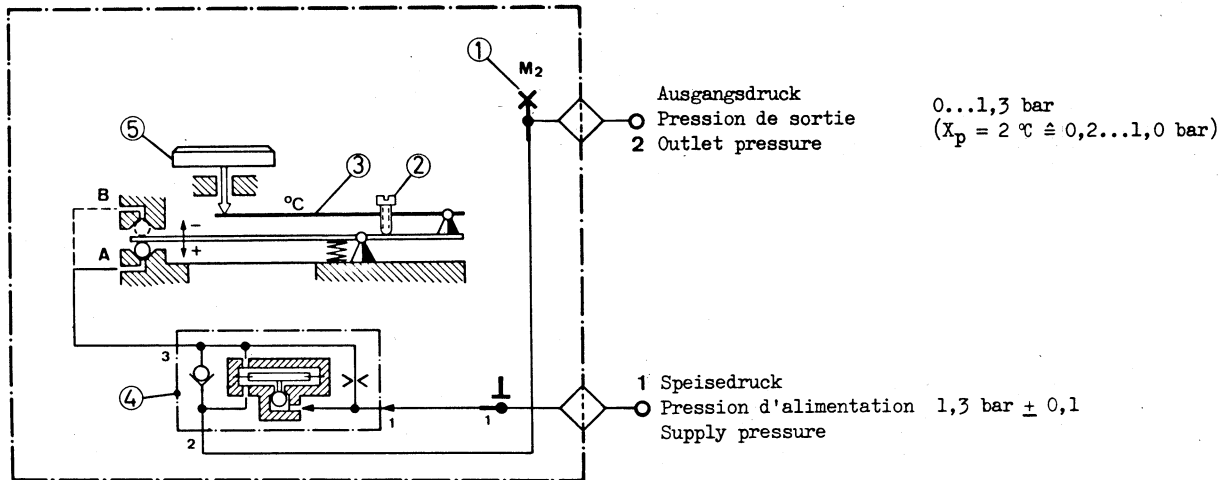 1
M2
Ausgangsdruck
Pression de sortie
2 Outlet pressure
0...1,3 bar
(Xp = 2 °C ≙ 0,2...1,0 bar)
5
3
2
°C
B
-
+
A
3
4
2
1
1
1 Speisedruck
Pression d'alimentation 1,3 bar ± 0,1
Supply pressure